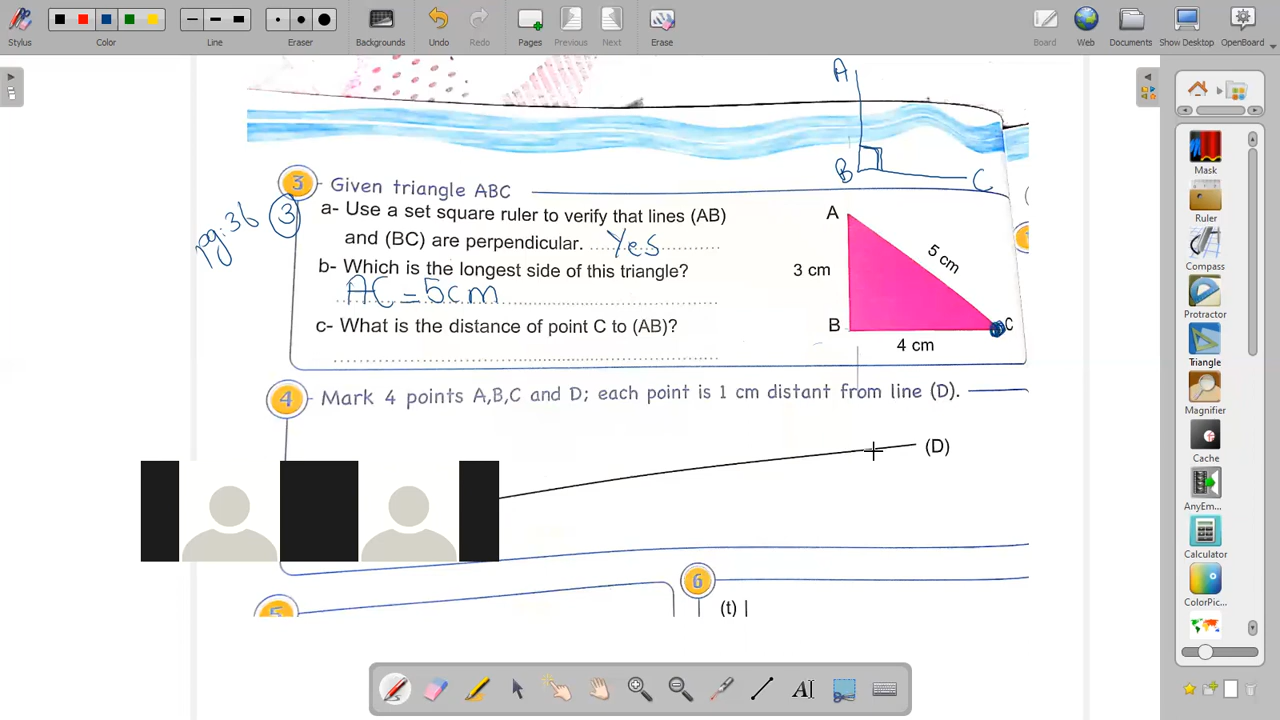 Stylus
Color
Line
Eraser
Backgrounds
Undo
Redo
Pages
Previous
Next
Erase
Board
Web
Documents
Show Desktop
OpenBoard
A
B
C
3 Given triangle ABC
pg: 36 3
a- Use a set square ruler to verify that lines (AB)
and (BC) are perpendicular. Yes
b- Which is the longest side of this triangle?
AC = 5cm
c- What is the distance of point C to (AB)?
A
3 cm
5 cm
B
C
4 cm
4 Mark 4 points A,B,C and D; each point is 1 cm distant from line (D).
(D)
5
6
(t)
Mask
Ruler
Compass
Protractor
Triangle
Magnifier
Cache
AnyEm...
Calculator
ColorPic...
AI